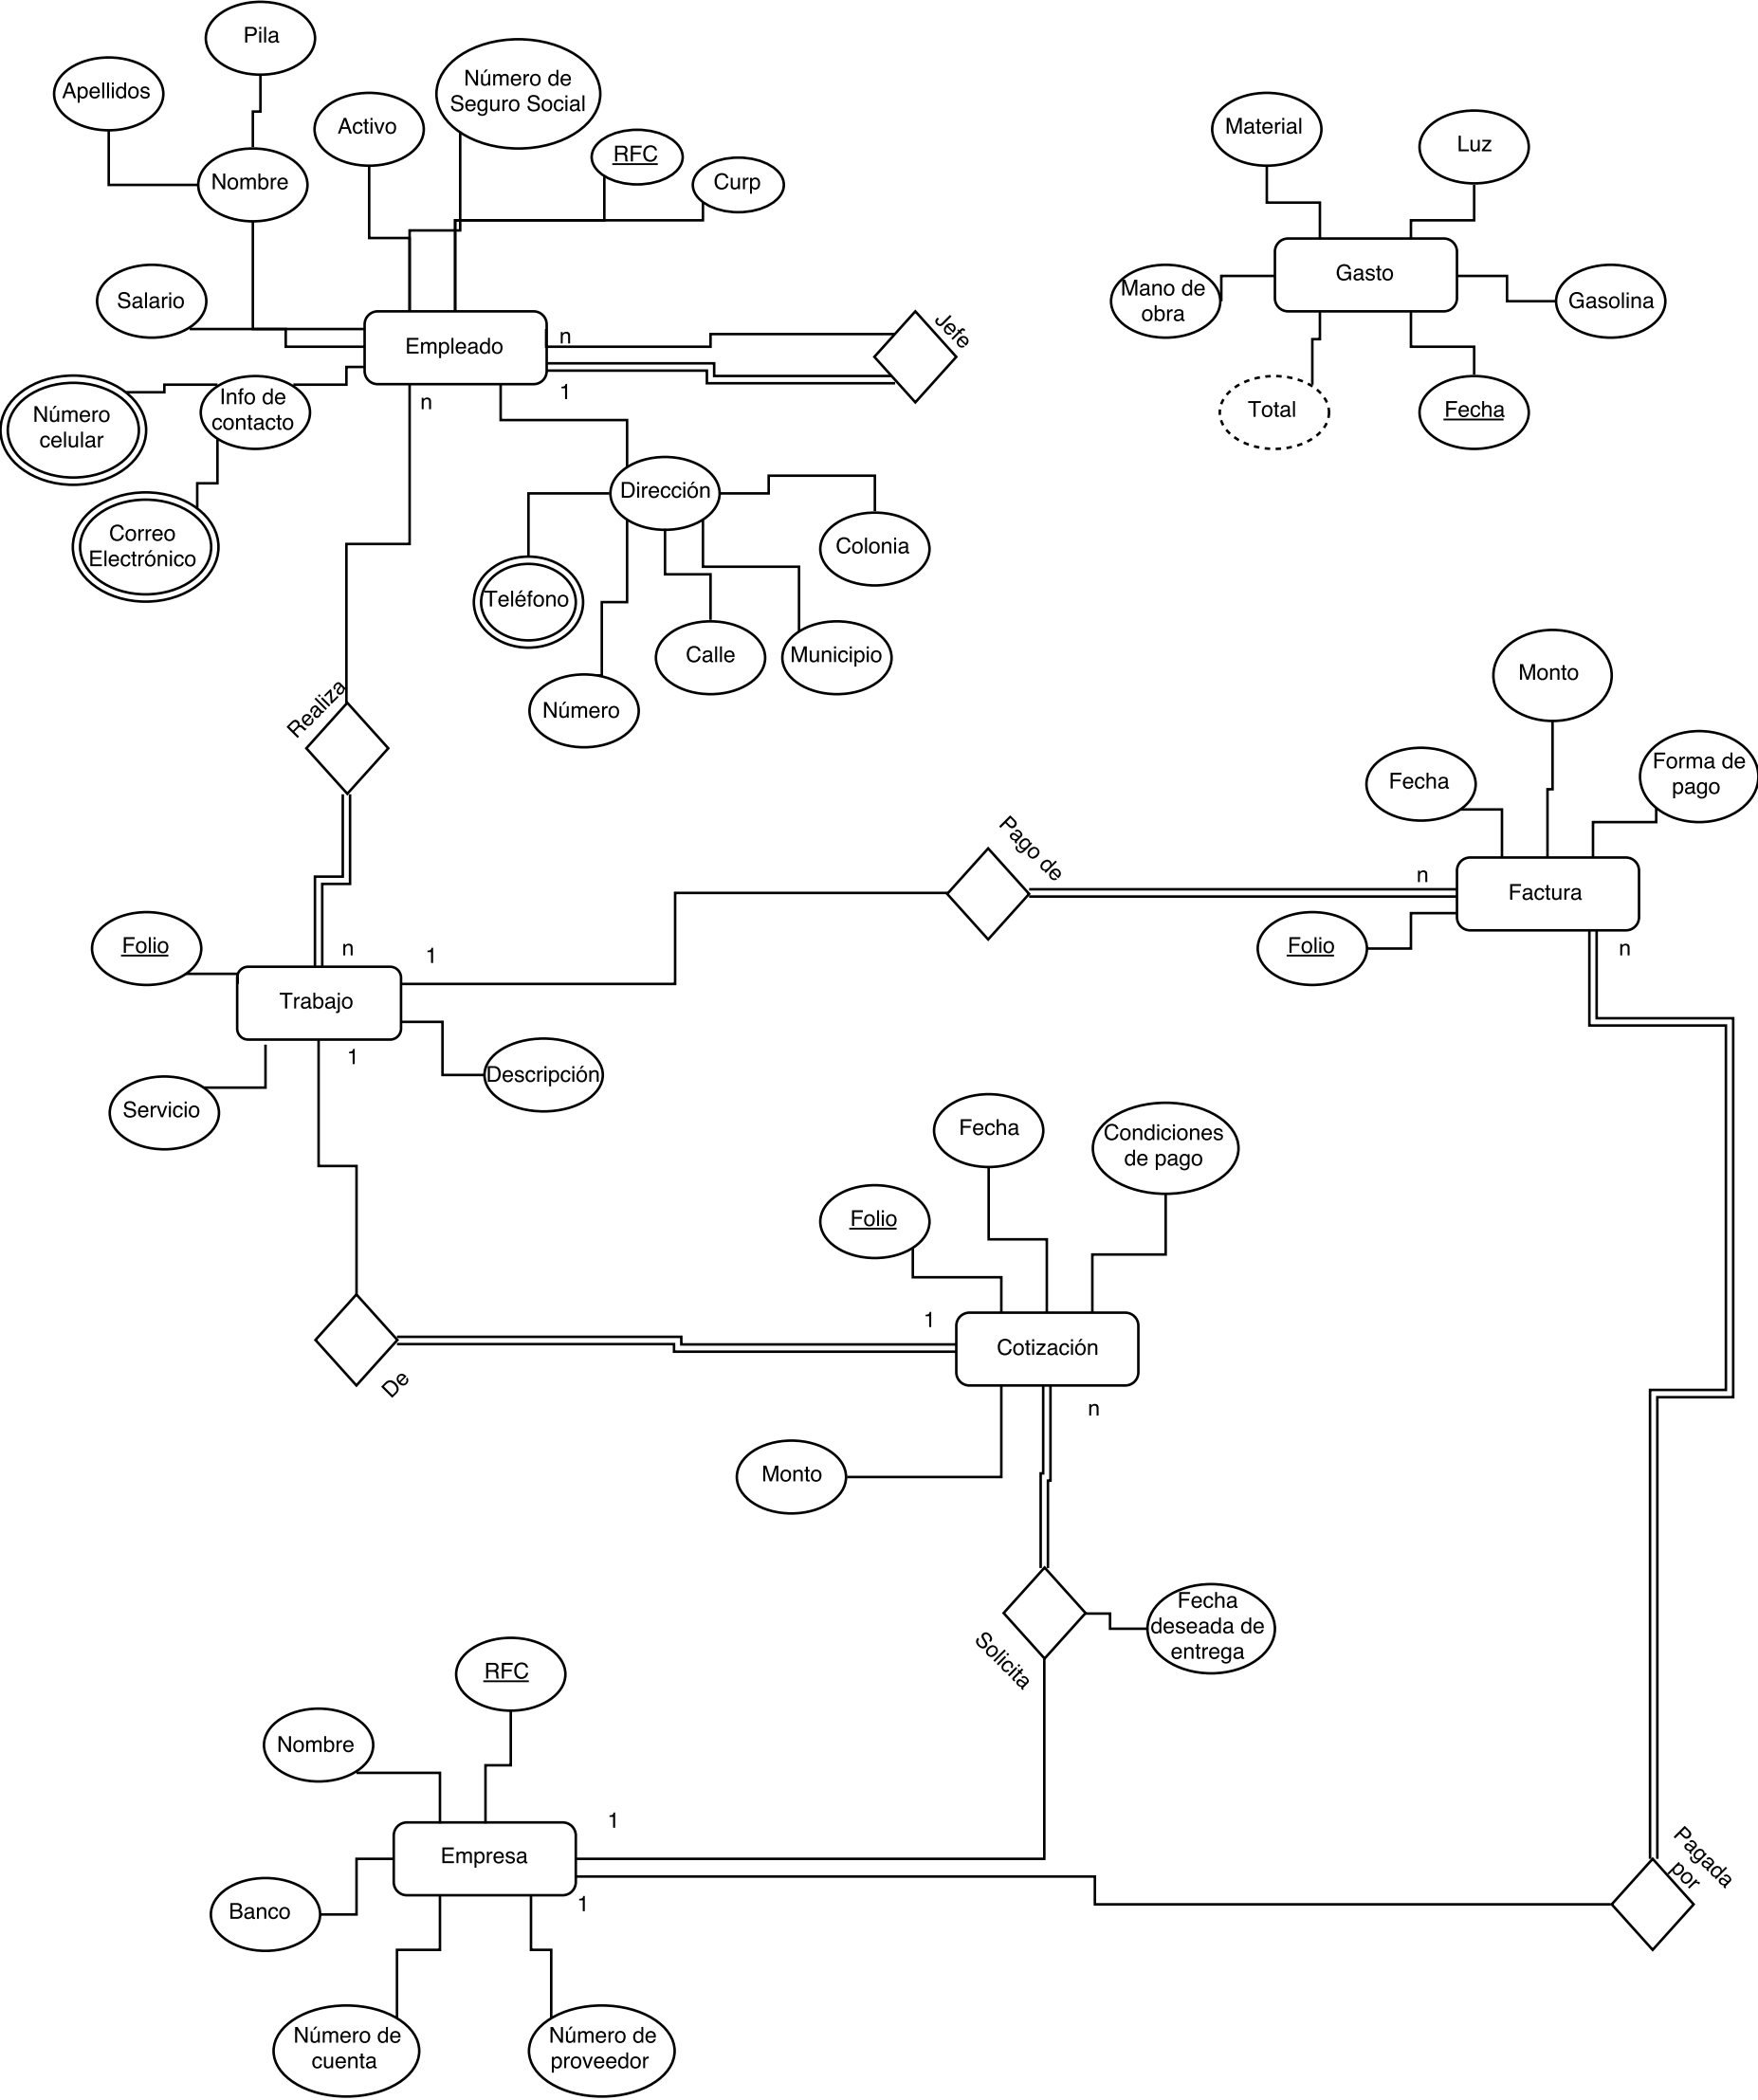 Pila
Apellidos
Número de
Seguro Social
Activo
RFC
Curp
Nombre
Material
Luz
Salario
Empleado
n
1
n
Jefe
Gasto
Mano de
obra
Gasolina
Total
Fecha
Info de
contacto
Número
celular
Correo
Electrónico
Dirección
Colonia
Teléfono
Calle
Municipio
Número
Realiza
Monto
Fecha
Forma de
pago
Pago de
n
Factura
Folio
n
Folio
n
1
Trabajo
1
Descripción
Servicio
Fecha
Condiciones
de pago
Folio
1
Cotización
De
n
Monto
Fecha
deseada de
entrega
Solicita
RFC
Nombre
1
Empresa
1
Banco
Pagada
por
Número de
cuenta
Número de
proveedor